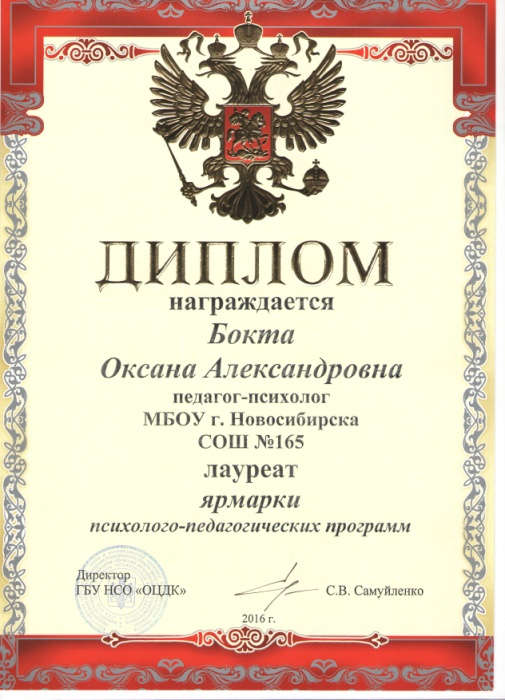 ДИПЛОМ
награждается
Бокта
Оксана Александровна
педагог-психолог
МБОУ г. Новосибирска
СОШ №165
лауреат
ярмарки
психолого-педагогических программ
Директор
ГБУ НСО «ОЦДК»
С.В. Самуйленко
2016 г.